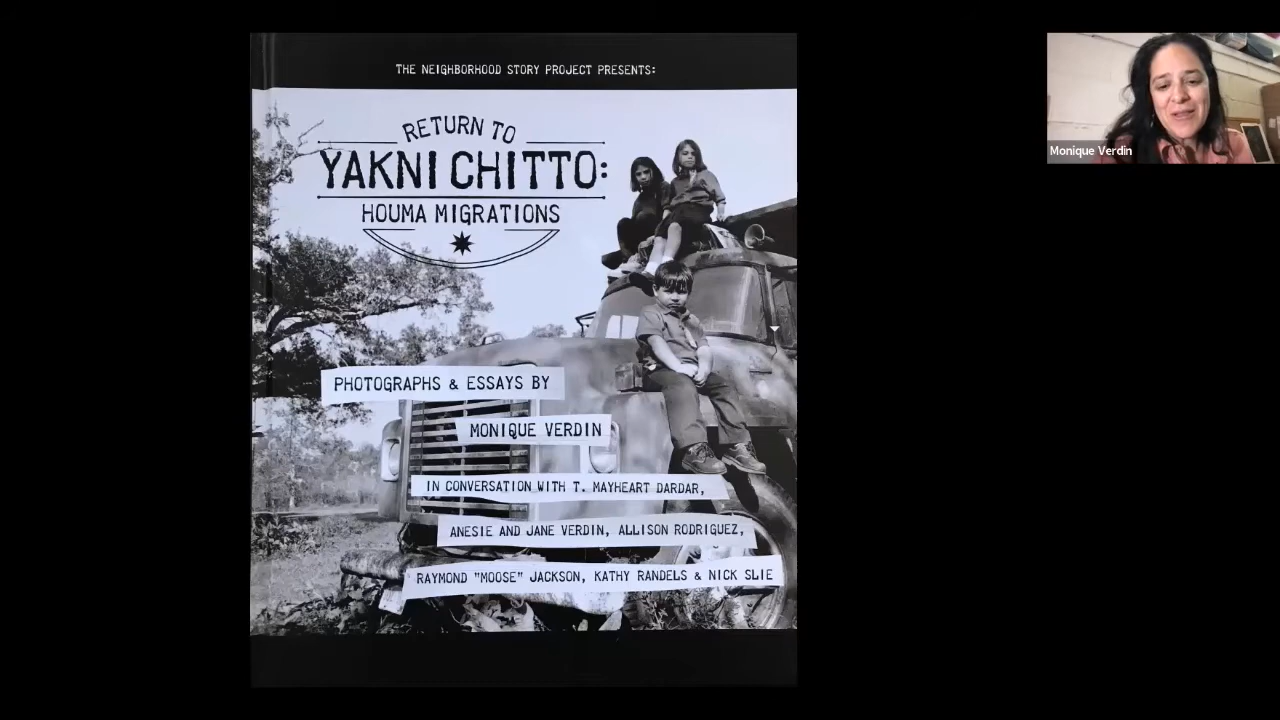 THE NEIGHBORHOOD STORY PROJECT PRESENTS:
RETURN TO
YAKNI CHITTO:
HOUMA MIGRATIONS
PHOTOGRAPHS & ESSAYS BY
MONIQUE VERDIN
IN CONVERSATION WITH T. MAYHEART DARDAR,
ANESIE AND JANE VERDIN, ALLISON RODRIGUEZ,
RAYMOND "MOOSE" JACKSON, KATHY RANDELS & NICK SLIE
Monique Verdin